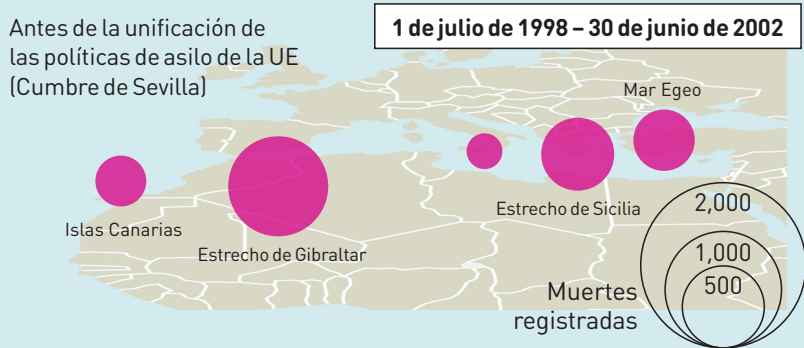 Antes de la unificación de
las políticas de asilo de la UE
(Cumbre de Sevilla)
1 de julio de 1998 – 30 de junio de 2002
Mar Egeo
Islas Canarias
Estrecho de Gibraltar
Estrecho de Sicilia
2,000
1,000
500
Muertes
registradas